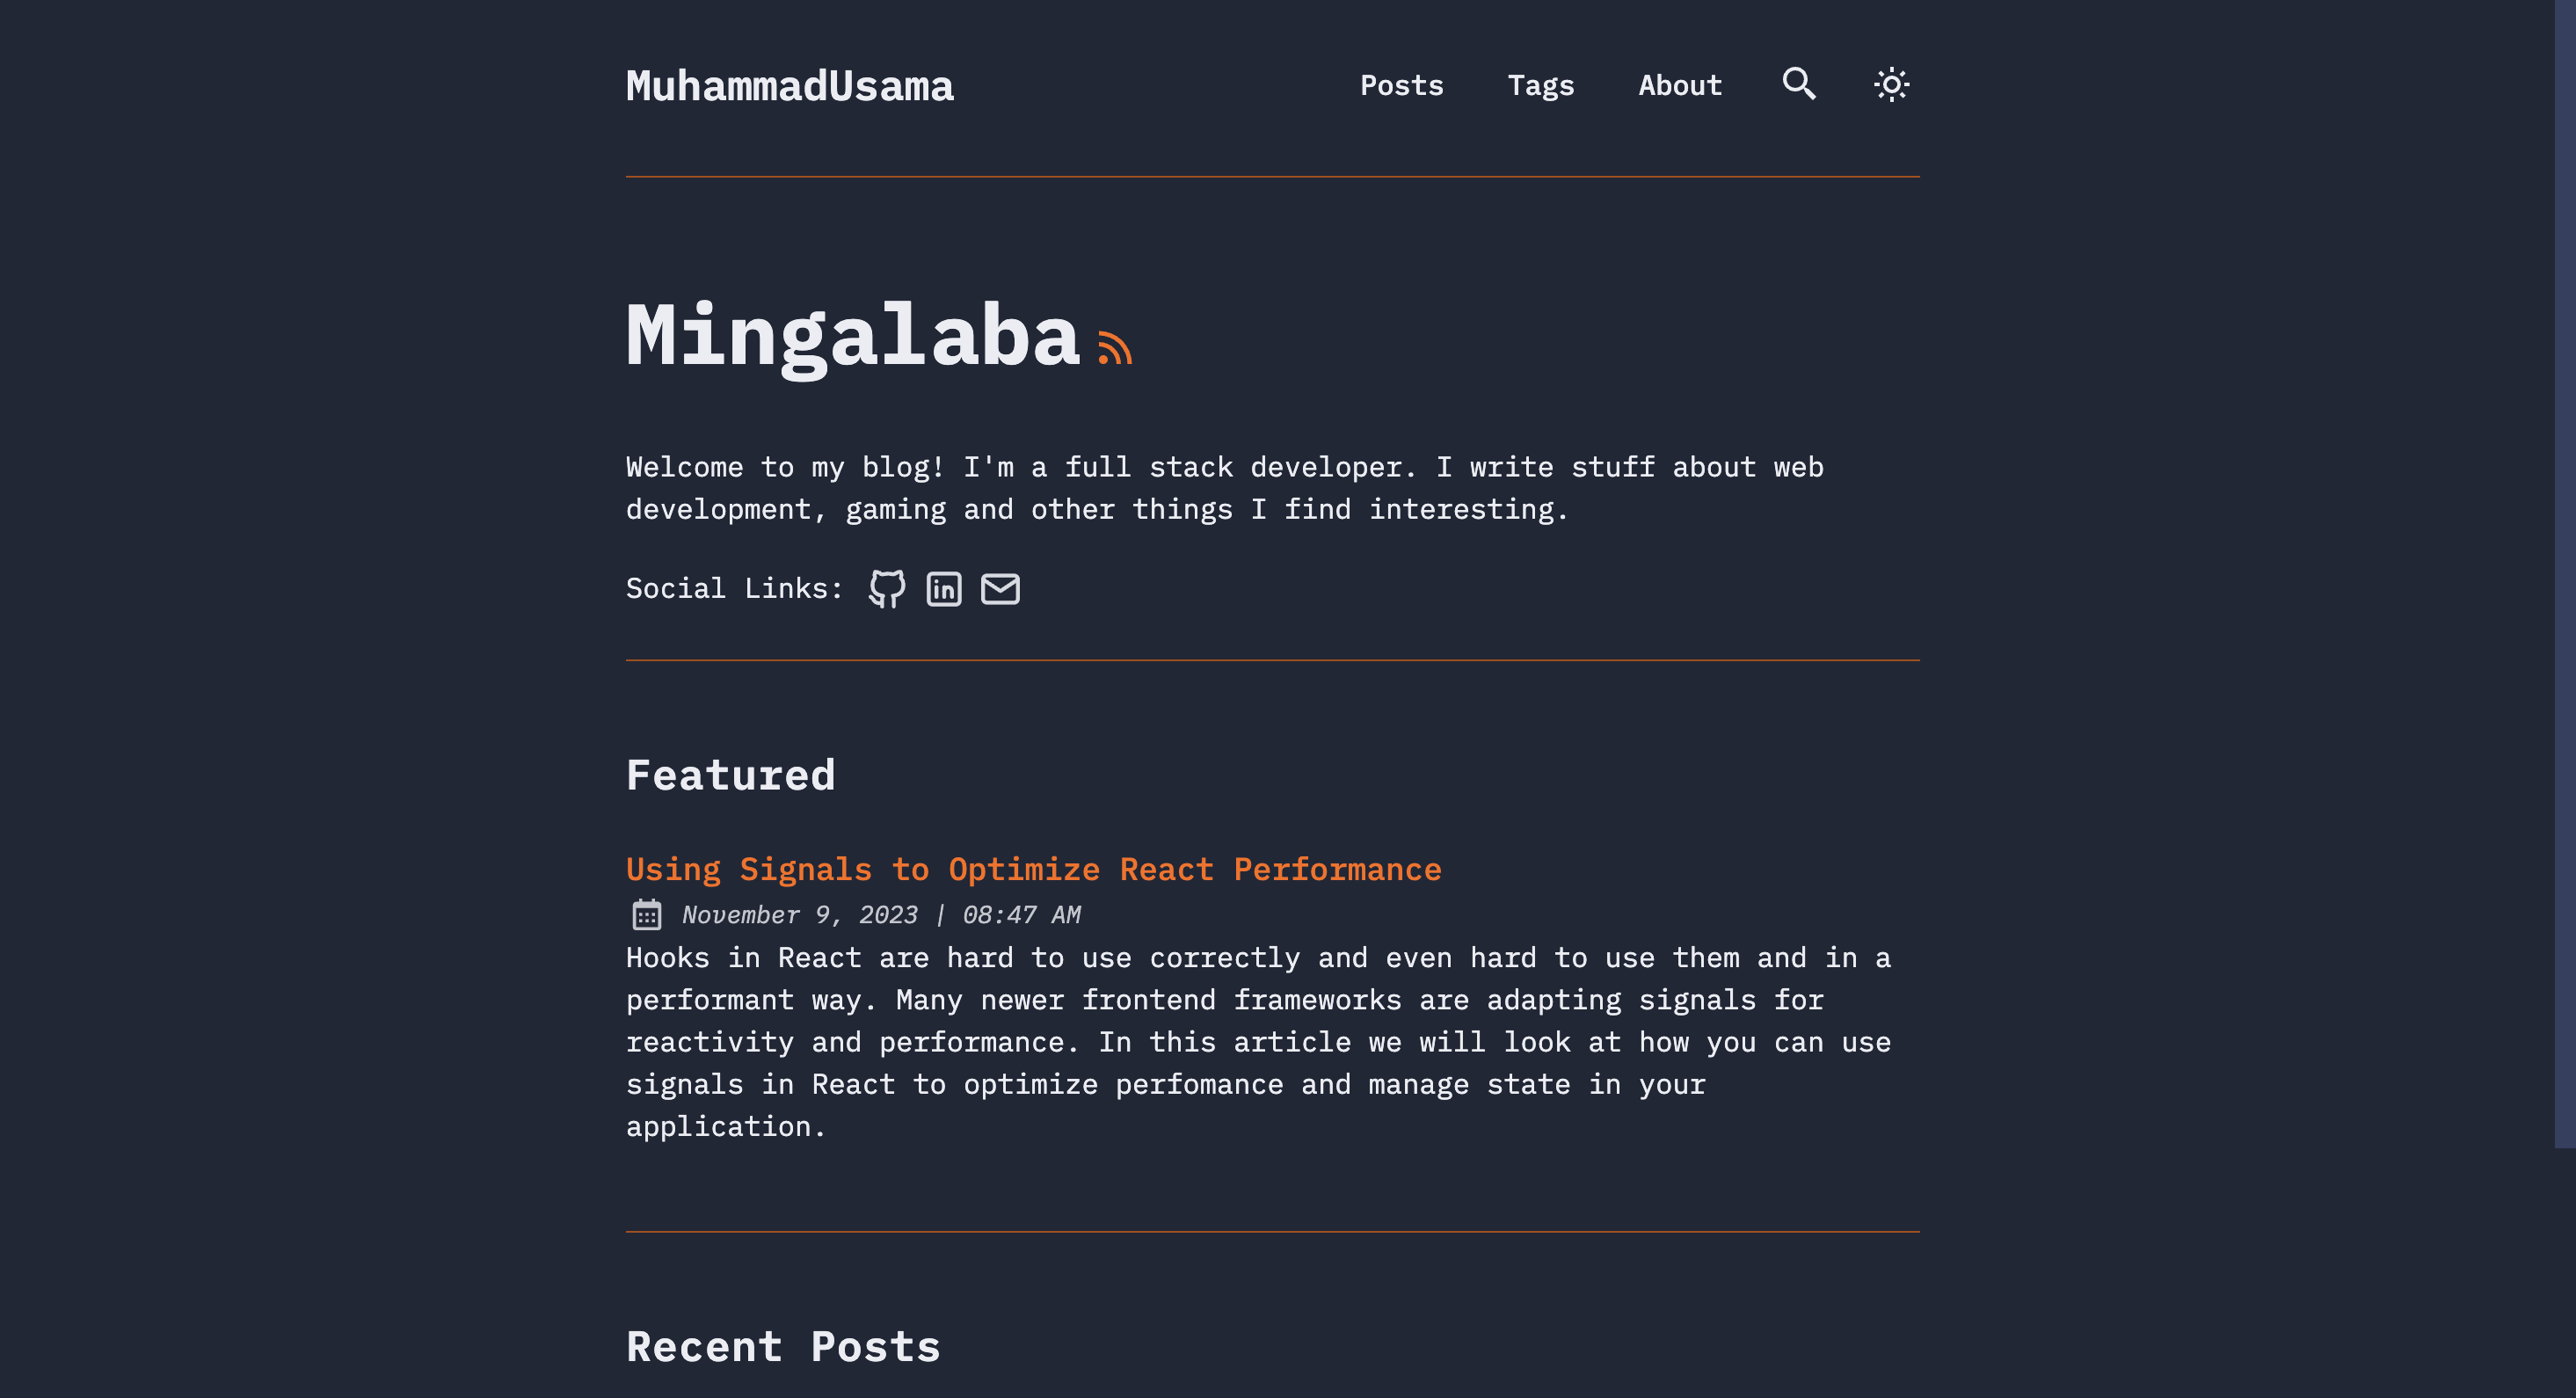 MuhammadUsama
Posts Tags About
Mingalaba
Welcome to my blog! I'm a full stack developer. I write stuff about web
development, gaming and other things I find interesting.
Social Links:
Featured
Using Signals to Optimize React Performance
November 9, 2023 | 08:47 AM
Hooks in React are hard to use correctly and even hard to use them and in a
performant way. Many newer frontend frameworks are adapting signals for
reactivity and performance. In this article we will look at how you can use
signals in React to optimize perfomance and manage state in your
application.
Recent Posts